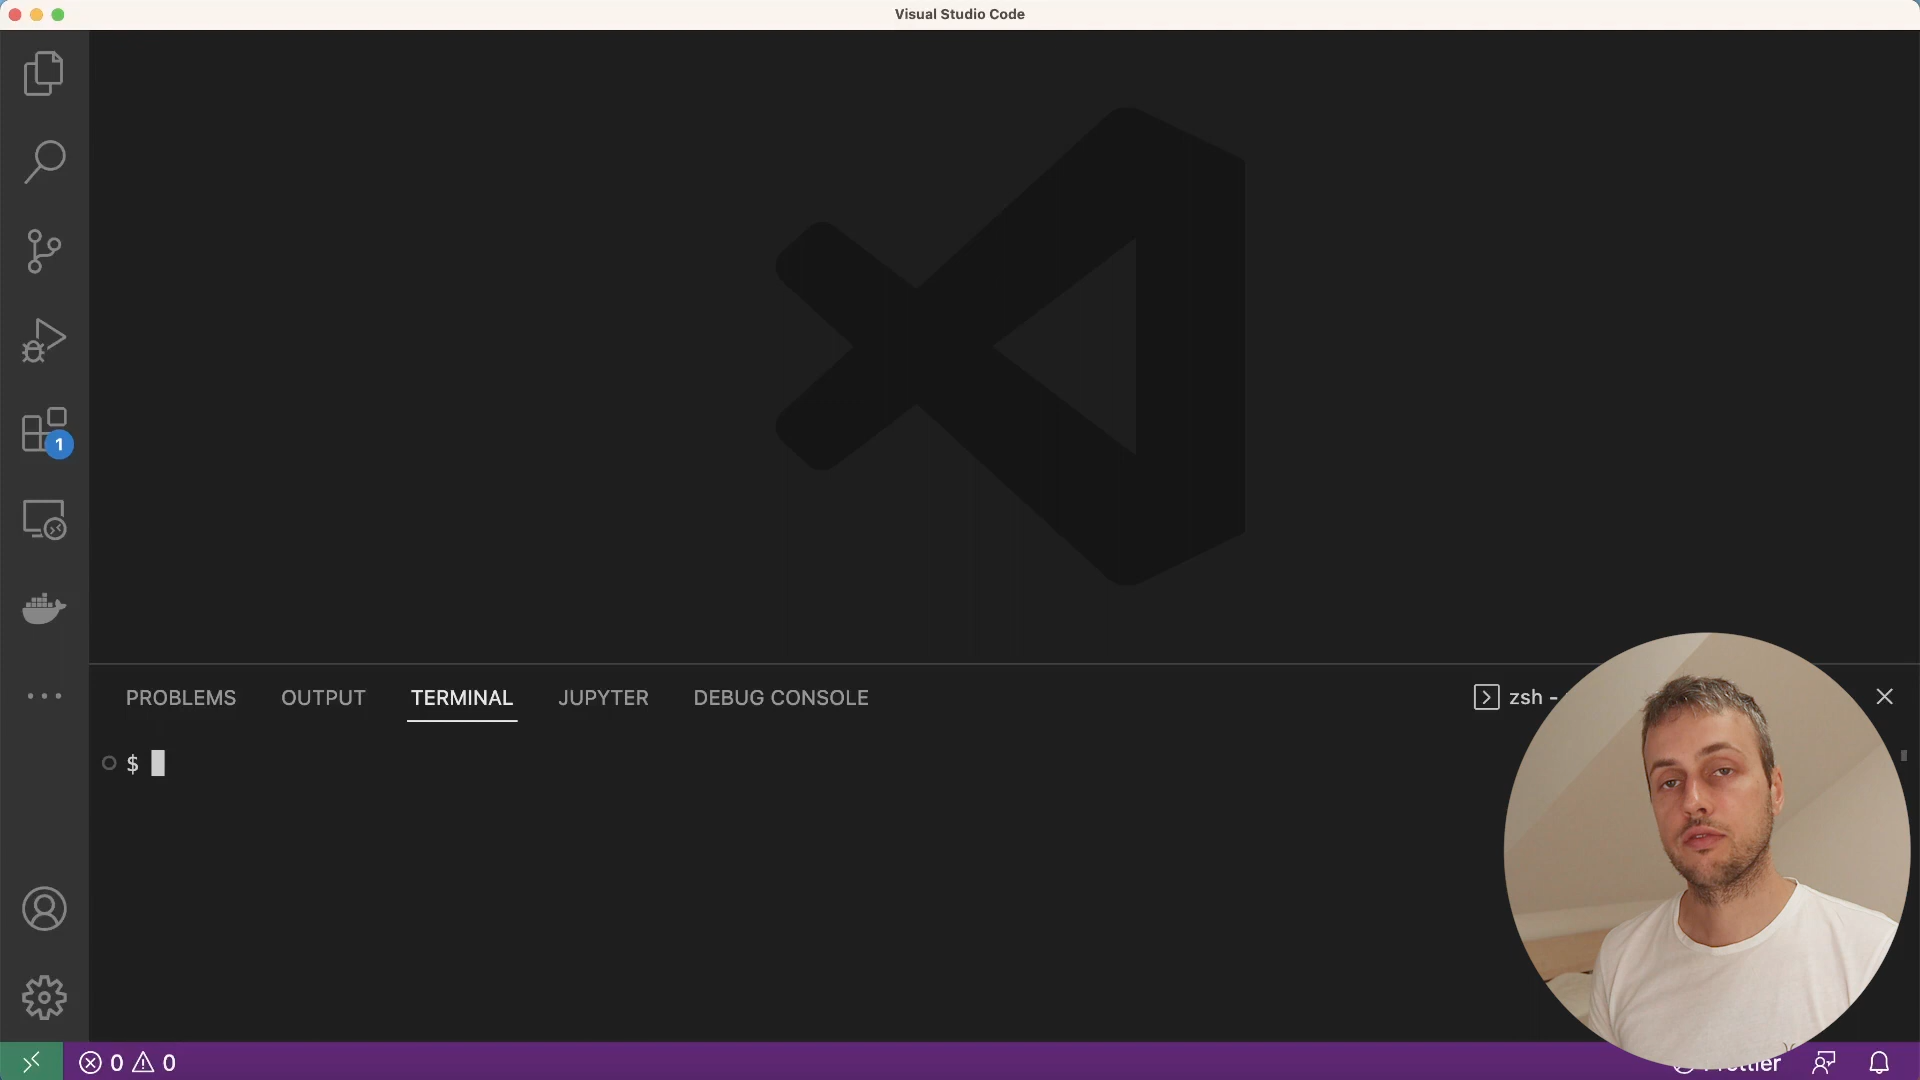 Visual Studio Code
1
PROBLEMS OUTPUT TERMINAL JUPYTER DEBUG CONSOLE zsh -
$
0 0